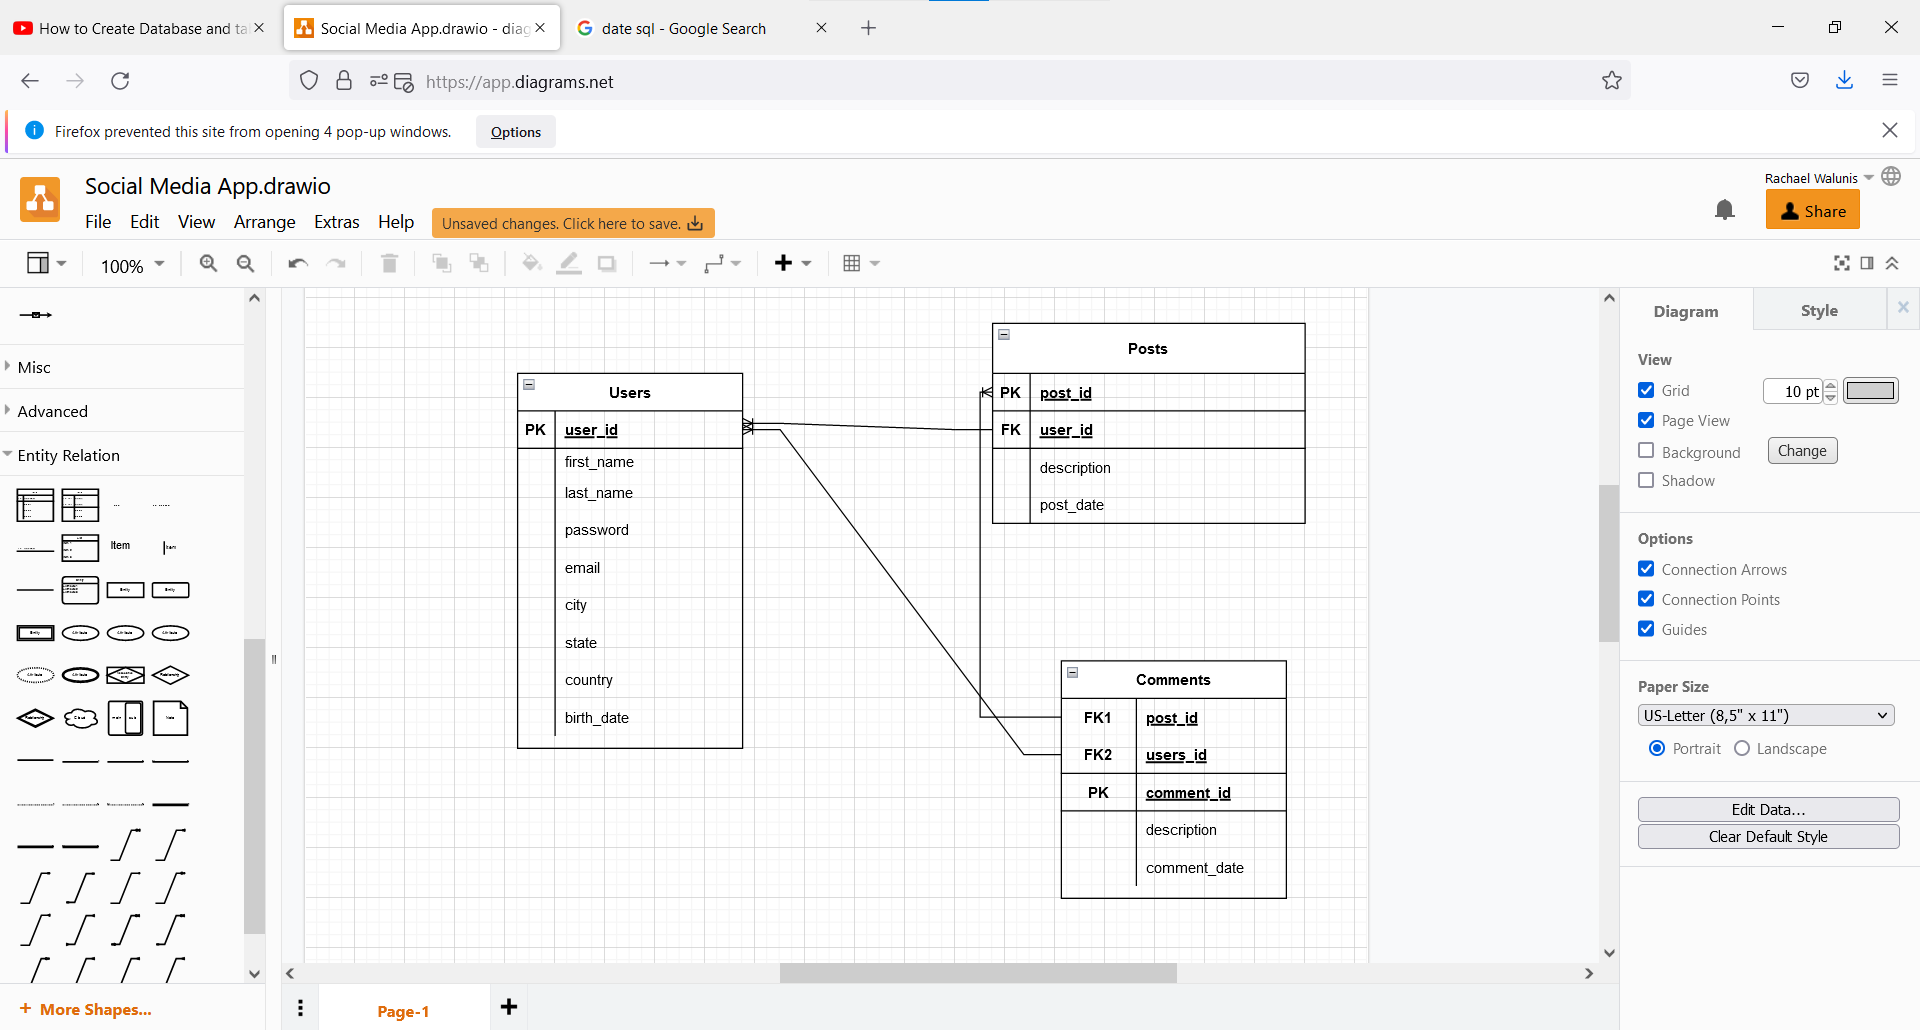 How to Create Database and ta
Social Media App.drawio - diag
date sql - Google Search
https://app.diagrams.net
Firefox prevented this site from opening 4 pop-up windows.
Options
Social Media App.drawio
Rachael Walunis
Share
File Edit View Arrange Extras Help
Unsaved changes. Click here to save.
100%
Misc
Advanced
Entity Relation
Item
More Shapes...
Users
PK user_id
first_name
last_name
password
email
city
state
country
birth_date
Posts
PK post_id
FK user_id
description
post_date
Comments
FK1 post_id
FK2 users_id
PK comment_id
description
comment_date
Page-1
Diagram
Style
View
Grid
10 pt
Page View
Background
Change
Shadow
Options
Connection Arrows
Connection Points
Guides
Paper Size
US-Letter (8,5" x 11")
Portrait
Landscape
Edit Data...
Clear Default Style